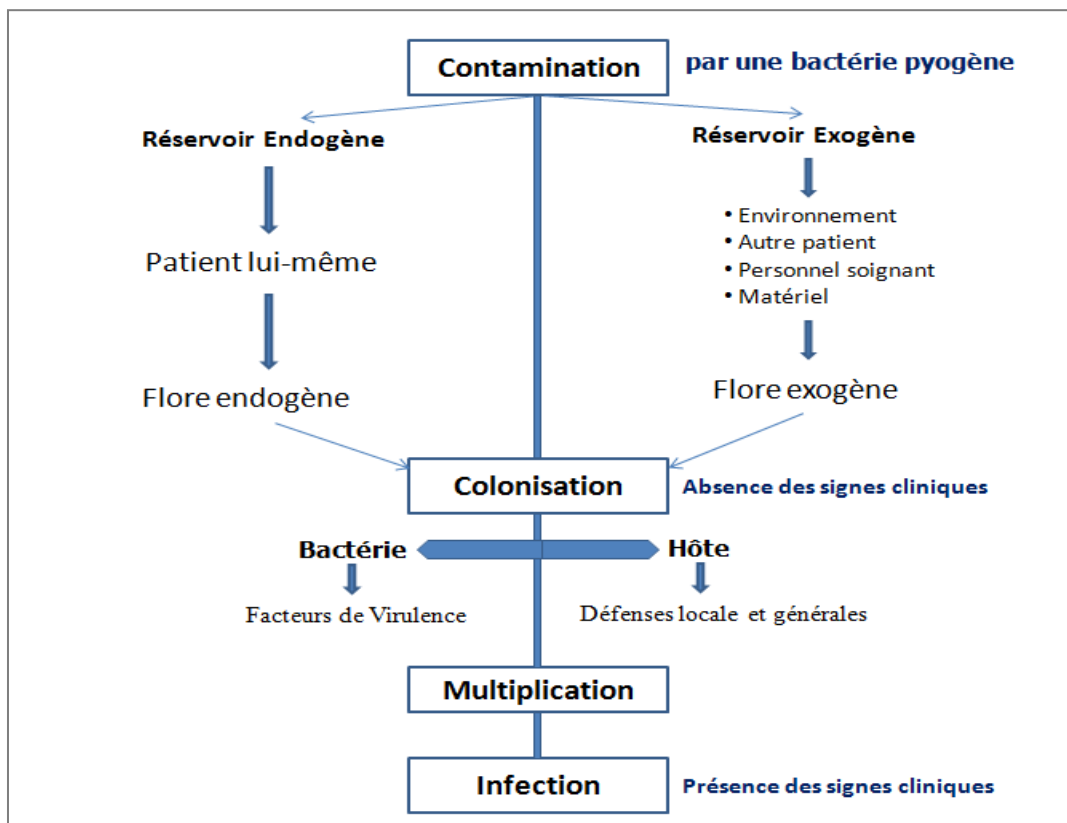 Contamination
par une bactérie pyogène
Réservoir Endogène
Réservoir Exogène
• Environnement
• Autre patient
• Personnel soignant
• Matériel
Patient lui-même
Flore endogène
Flore exogène
Colonisation
Absence des signes cliniques
Bactérie
Hôte
Facteurs de Virulence
Défenses locale et générales
Multiplication
Infection
Présence des signes cliniques